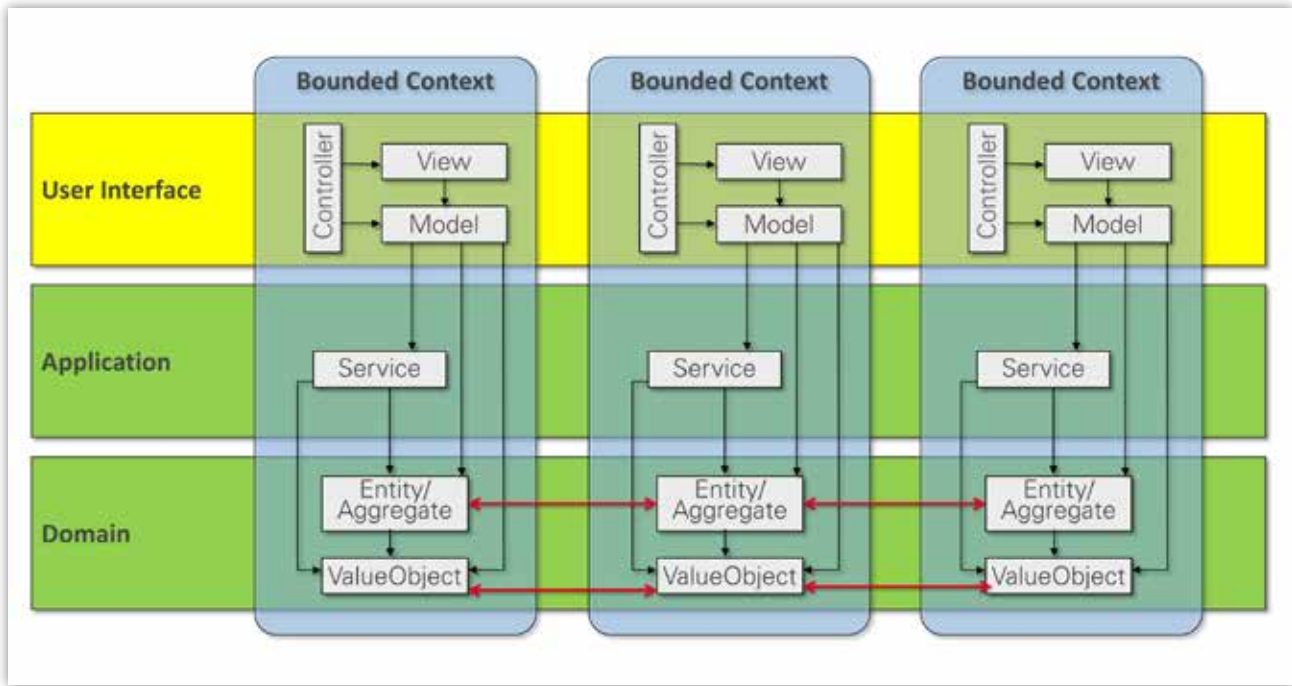 Bounded Context
Bounded Context
Bounded Context
User Interface
Controller
View
Model
Controller
View
Model
Controller
View
Model
Application
Service
Service
Service
Domain
Entity/
Aggregate
ValueObject
Entity/
Aggregate
ValueObject
Entity/
Aggregate
ValueObject